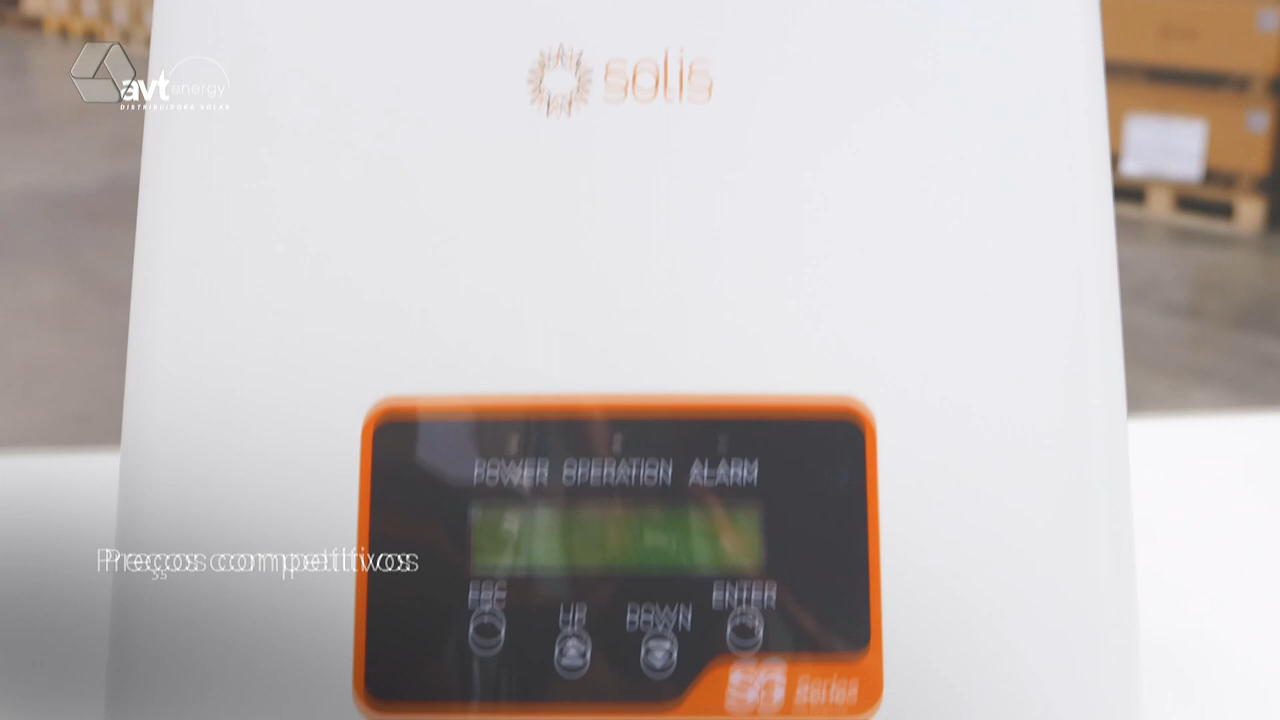 solis
avt energy
DISTRIBUIDORA SOLAR
POWER OPERATION ALARM
Preços competitivos
ESC
UP
DOWN
ENTER
Series